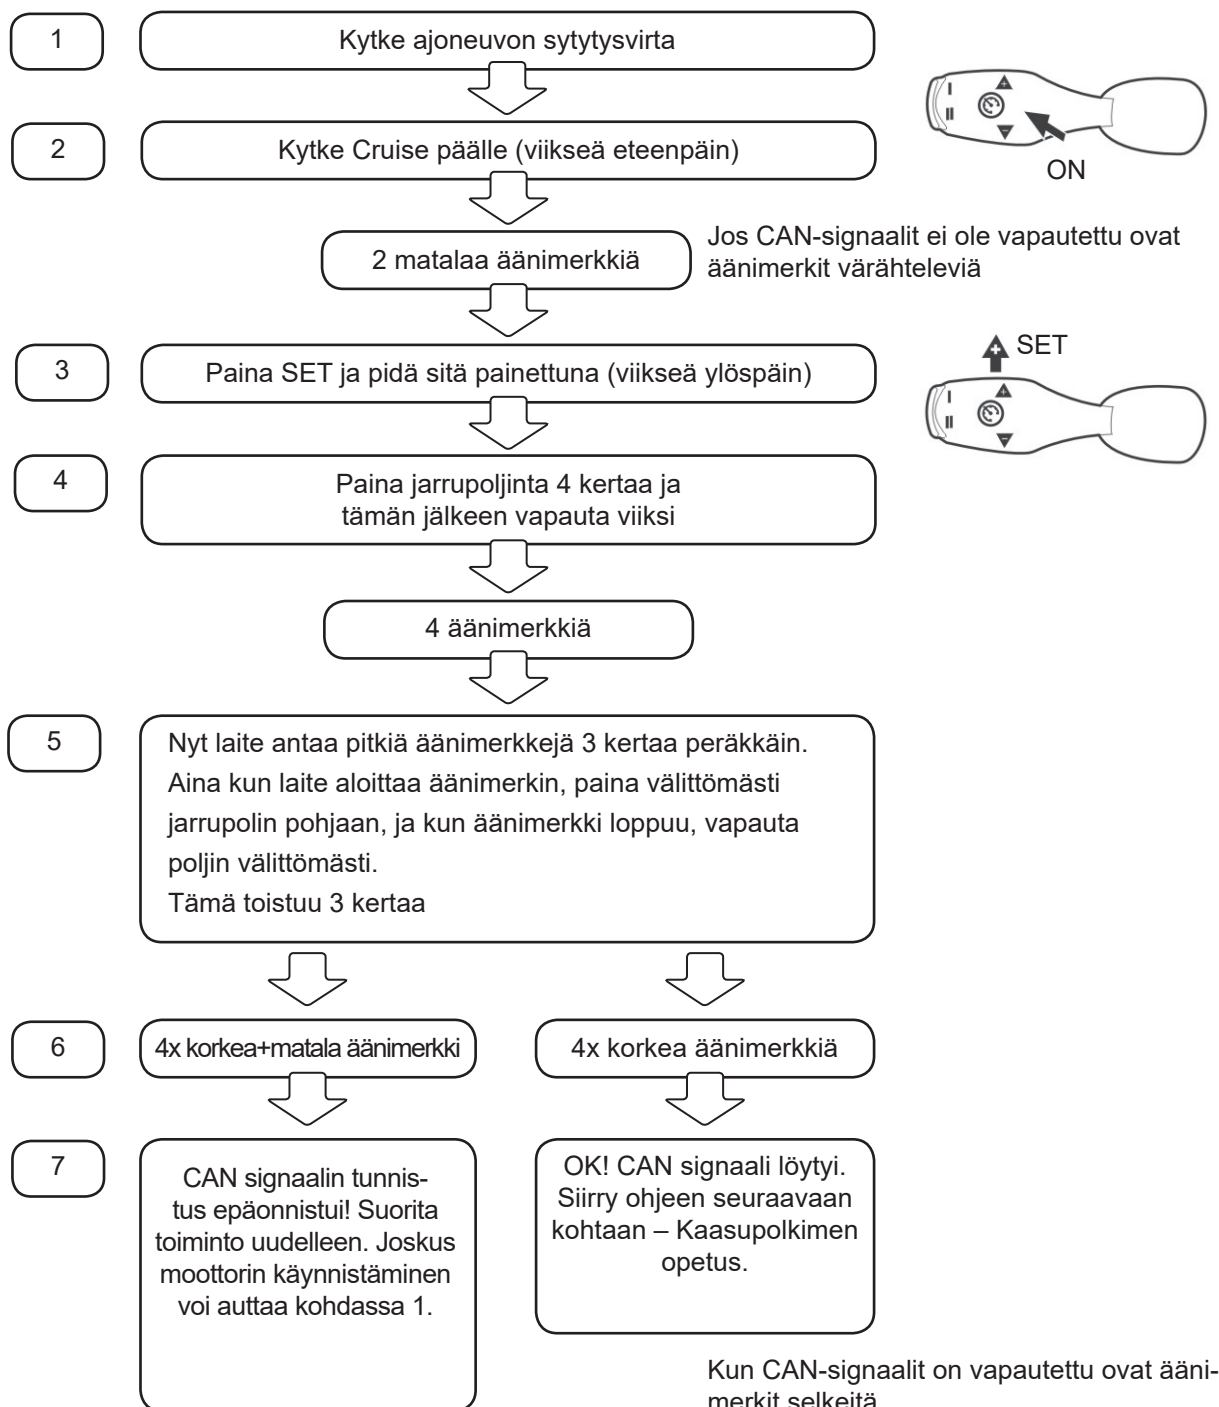 1
Kytke ajoneuvon sytytysvirta
2
Kytke Cruise päälle (viikseä eteenpäin)
I
II
ON
2 matalaa äänimerkkiä
Jos CAN-signaalit ei ole vapautettu ovat
äänimerkit värähteleviä
3
Paina SET ja pidä sitä painettuna (viikseä ylöspäin)
SET
I
II
4
Paina jarrupoljinta 4 kertaa ja
tämän jälkeen vapauta viiksi
4 äänimerkkiä
5
Nyt laite antaa pitkiä äänimerkkejä 3 kertaa peräkkäin.
Aina kun laite aloittaa äänimerkin, paina välittömästi
jarrupolin pohjaan, ja kun äänimerkki loppuu, vapauta
poljin välittömästi.
Tämä toistuu 3 kertaa
6
4x korkea+matala äänimerkki
4x korkea äänimerkkiä
7
CAN signaalin tunnis-
tus epäonnistui! Suorita
toiminto uudelleen. Joskus
moottorin käynnistäminen
voi auttaa kohdassa 1.
OK! CAN signaali löytyi.
Siirry ohjeen seuraavaan
kohtaan – Kaasupolkimen
opetus.
Kun CAN-signaalit on vapautettu ovat ääni-
merkit selkeitä